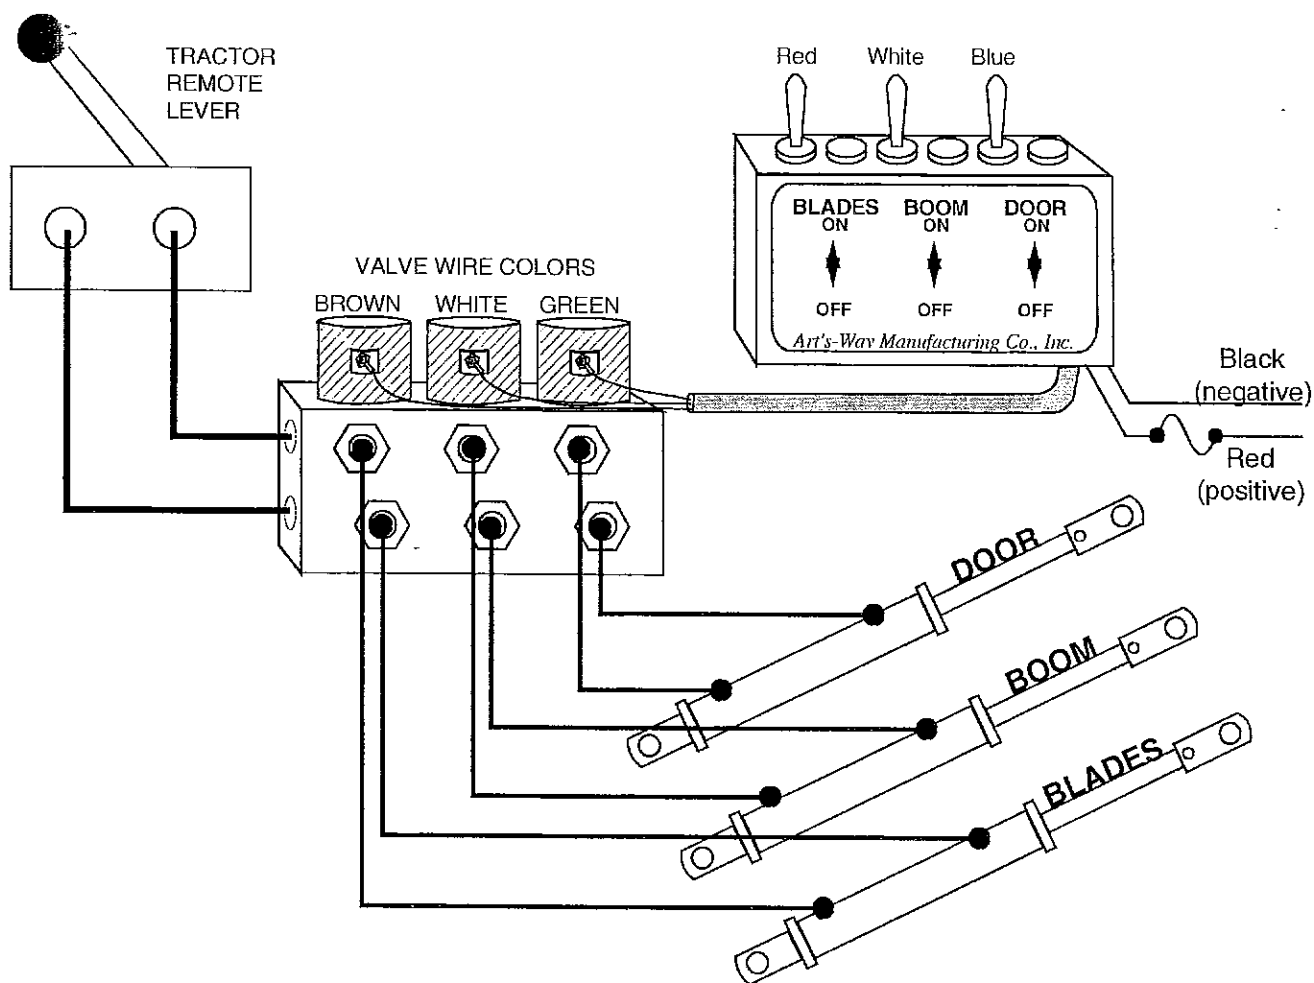 TRACTOR
REMOTE
LEVER
Red White Blue
BLADES BOOM DOOR
ON ON ON
OFF OFF OFF
Art's-Way Manufacturing Co., Inc.
VALVE WIRE COLORS
BROWN WHITE GREEN
Black
(negative)
Red
(positive)
DOOR
BOOM
BLADES